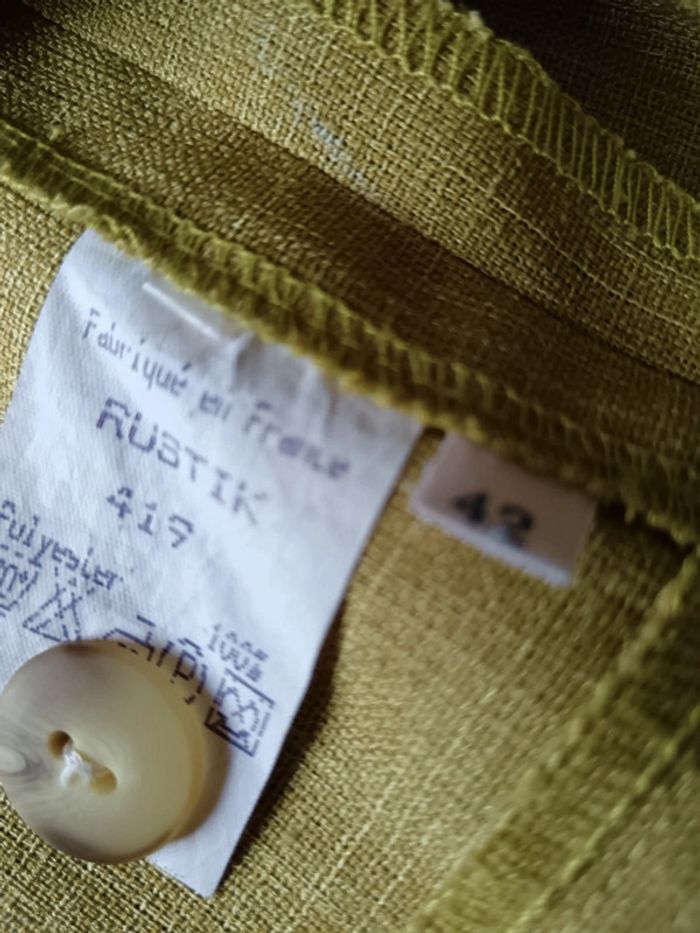 Fabriqué en France
RUSTIK
419
Polyester
100%
42